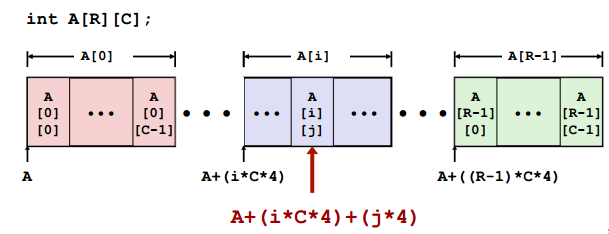 int A[R][C];
A[0]
A[i]
A[R-1]
A
[0]
[0]
• • •
A
[0]
[C-1]
• • •
• • •
A
[i]
[j]
• • •
• • •
A
[R-1]
[0]
• • •
A
[R-1]
[C-1]
A
A+(i*C*4)
A+((R-1)*C*4)
A+(i*C*4)+(j*4)